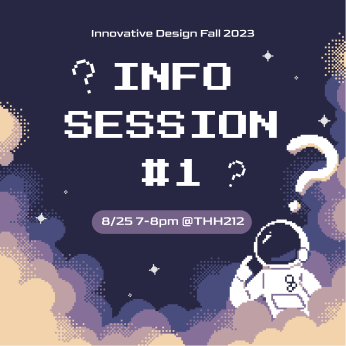 Innovative Design Fall 2023
? INFO
SESSION
#1 ?
?
8/25 7-8pm @THH212